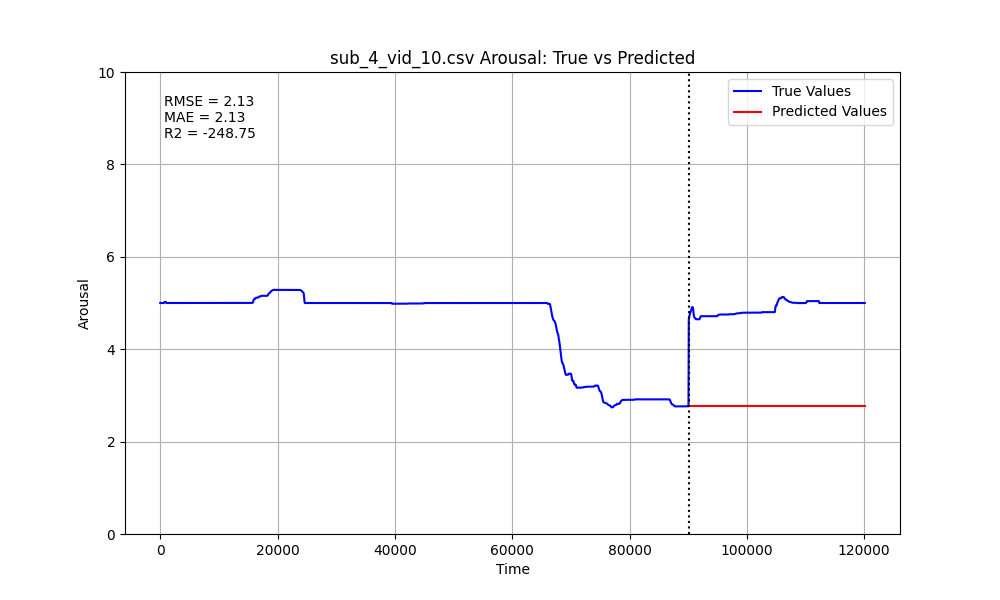 sub_4_vid_10.csv Arousal: True vs Predicted
RMSE = 2.13
MAE = 2.13
R2 = -248.75
True Values
Predicted Values
Arousal
10
8
6
4
2
0
0
20000
40000
60000
80000
100000
120000
Time